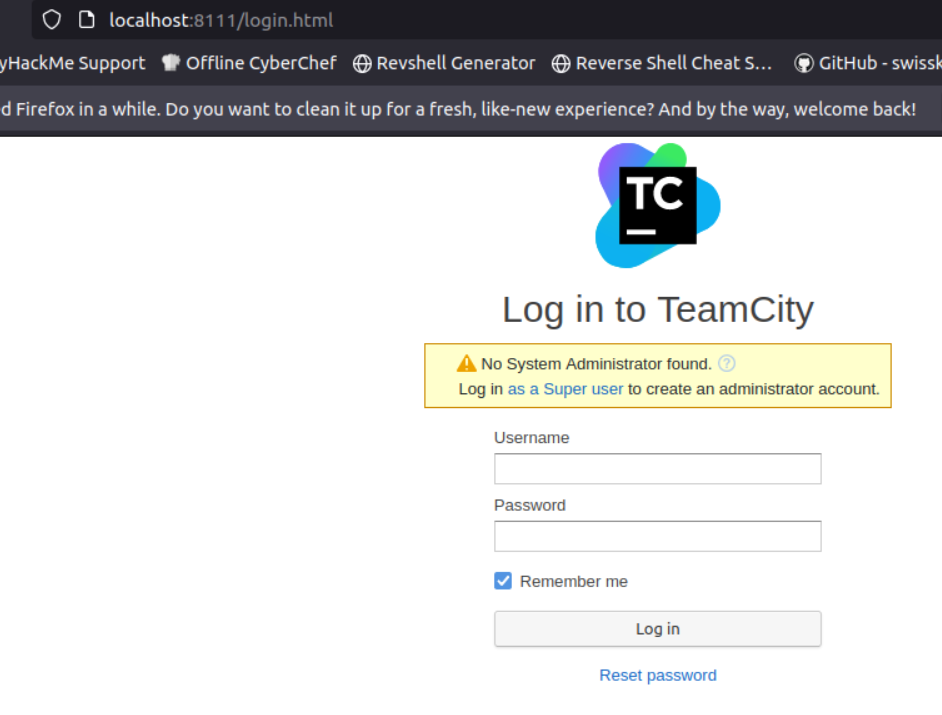 localhost:8111/login.html
yHackMe Support Offline CyberChef Revshell Generator Reverse Shell Cheat S... GitHub - swissk
d Firefox in a while. Do you want to clean it up for a fresh, like-new experience? And by the way, welcome back!
TC
Log in to TeamCity
No System Administrator found. ?
Log in as a Super user to create an administrator account.
Username
Password
Remember me
Log in
Reset password